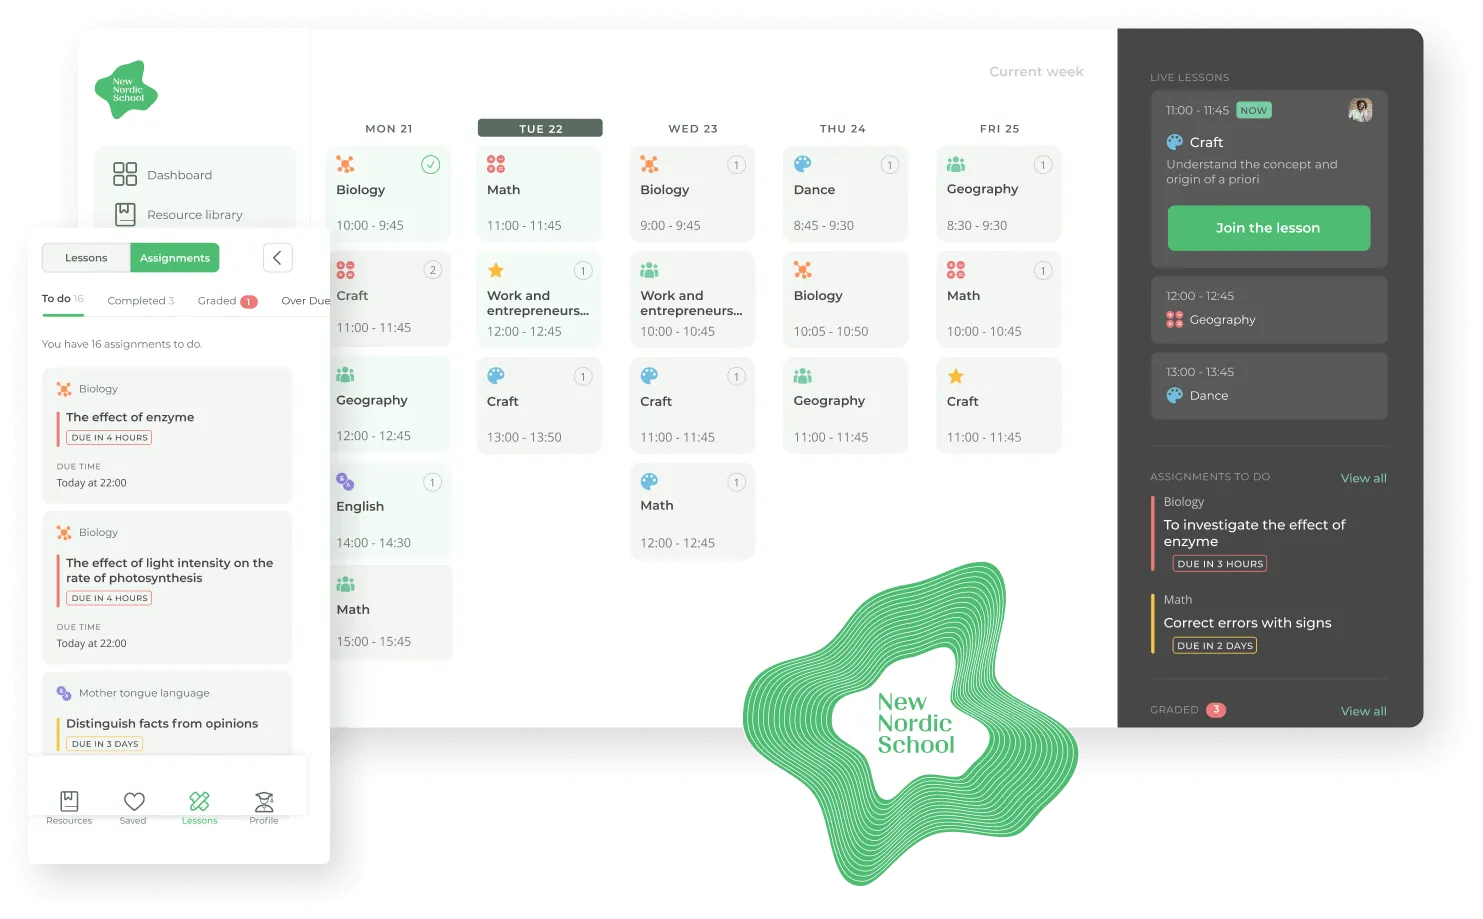 New
Nordic
School
Dashboard
Resource library
Current week
MON 21
Biology
10:00 - 9:45
2
Craft
11:00 - 11:45
Geography
12:00 - 12:45
1
English
14:00 - 14:30
Math
15:00 - 15:45
TUE 22
Math
11:00 - 11:45
1
Work and
entrepreneurs...
12:00 - 12:45
1
Craft
13:00 - 13:50
WED 23
1
Biology
9:00 - 9:45
Work and
entrepreneurs...
10:00 - 10:45
1
Craft
11:00 - 11:45
1
Math
12:00 - 12:45
THU 24
1
Dance
8:45 - 9:30
Biology
10:05 - 10:50
Geography
11:00 - 11:45
FRI 25
1
Geography
8:30 - 9:30
1
Math
10:00 - 10:45
Craft
11:00 - 11:45
LIVE LESSONS
11:00 - 11:45 NOW
Craft
Understand the concept and
origin of a priori
Join the lesson
12:00 - 12:45
Geography
13:00 - 13:45
Dance
ASSIGNMENTS TO DO View all
Biology
To investigate the effect of
enzyme
DUE IN 3 HOURS
Math
Correct errors with signs
DUE IN 2 DAYS
GRADED 3 View all
Lessons Assignments
To do 16 Completed 3 Graded 1 Over Due
You have 16 assignments to do.
Biology
The effect of enzyme
DUE IN 4 HOURS
DUE TIME
Today at 22:00
Biology
The effect of light intensity on the
rate of photosynthesis
DUE IN 4 HOURS
DUE TIME
Today at 22:00
Mother tongue language
Distinguish facts from opinions
DUE IN 3 DAYS
Resources Saved Lessons Profile
New
Nordic
School